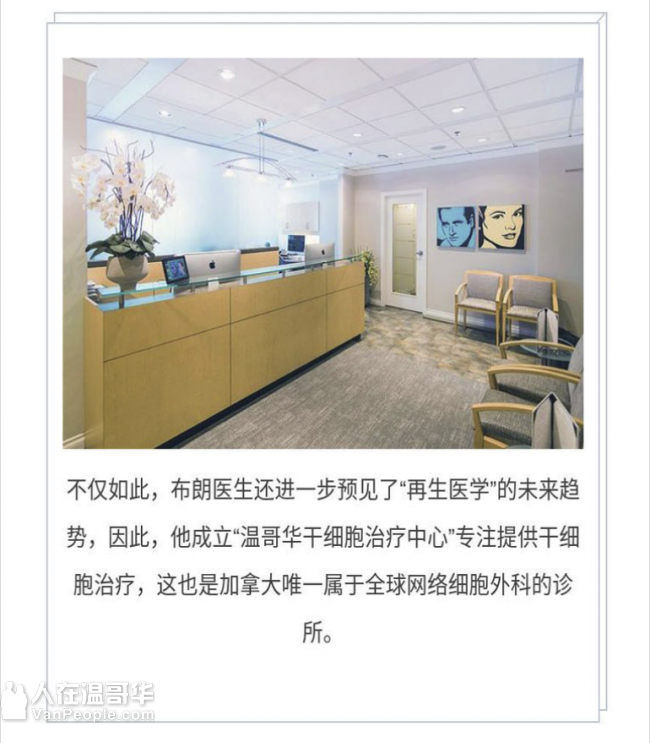 不仅如此，布朗医生还进一步预见了“再生医学”的未来趋
势，因此，他成立“温哥华干细胞治疗中心”专注提供干细
胞治疗，这也是加拿大唯一属于全球网络细胞外科的诊
所。
人在温哥华
VanPeople.com